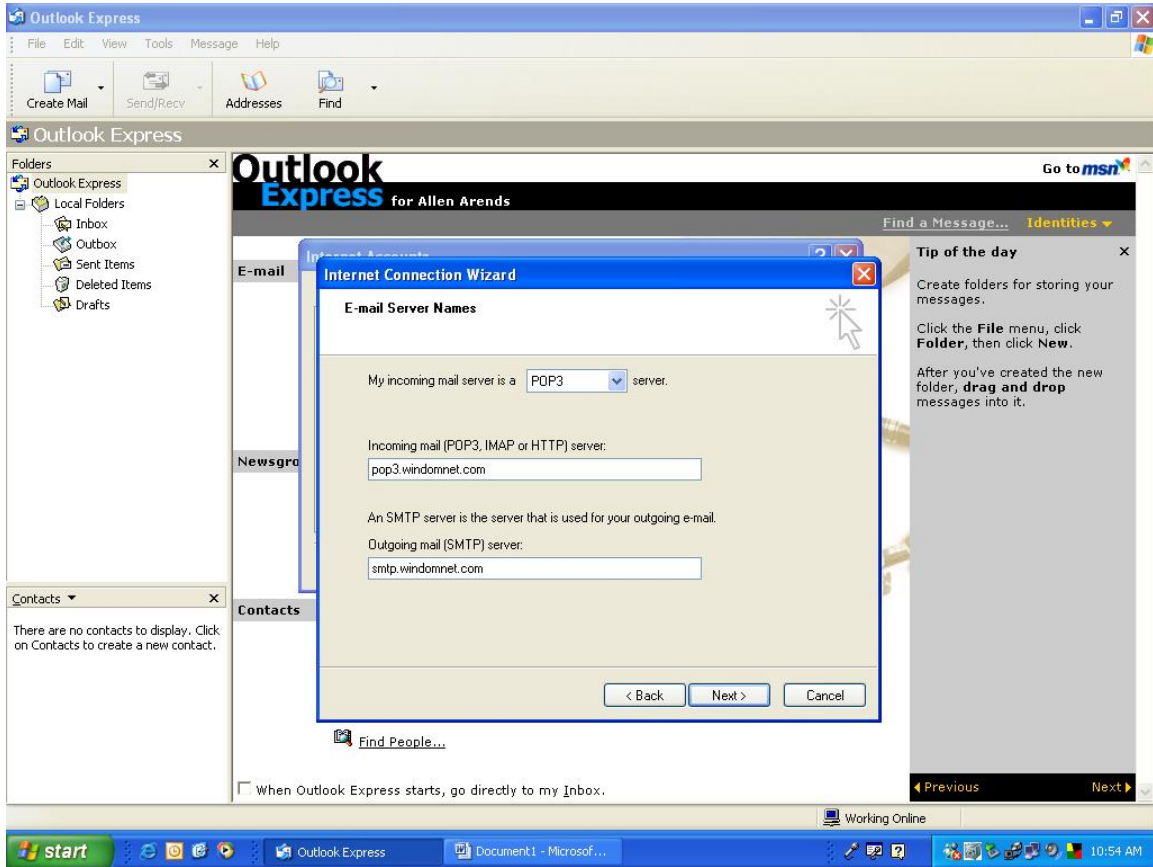 Outlook Express
File Edit View Tools Message Help
Create Mail Send/Recv Addresses Find
Outlook Express
Folders
Outlook Express
Local Folders
Inbox
Outbox
Sent Items
Deleted Items
Drafts
Contacts
There are no contacts to display. Click
on Contacts to create a new contact.
Outlook
Express for Allen Arends
Go to msn
Find a Message... Identities
E-mail
Newsgro
Contacts
Find People...
When Outlook Express starts, go directly to my Inbox.
Internet Accounts
Internet Connection Wizard
E-mail Server Names
My incoming mail server is a POP3 server.
Incoming mail (POP3, IMAP or HTTP) server:
pop3.windomnet.com
An SMTP server is the server that is used for your outgoing e-mail.
Outgoing mail (SMTP) server:
smtp.windomnet.com
< Back Next > Cancel
Tip of the day
Create folders for storing your
messages.
Click the File menu, click
Folder, then click New.
After you've created the new
folder, drag and drop
messages into it.
Previous Next
Working Online
start Outlook Express Document1 - Microsof... 10:54 AM